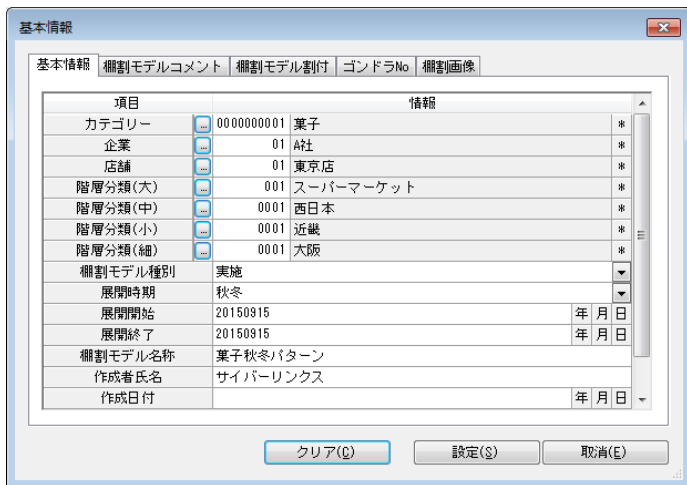 基本情報
基本情報 棚割モデルコメント 棚割モデル割付 ゴンドラNo 棚割画像
項目 情報
カテゴリー ... 0000000001 菓子 *
企業 ... 01 A社 *
店舗 ... 01 東京店 *
階層分類(大) ... 001 スーパーマーケット *
階層分類(中) ... 0001 西日本 *
階層分類(小) ... 0001 近畿 *
階層分類(細) ... 0001 大阪 *
棚割モデル種別 実施
展開時期 秋冬
展開開始 20150915 年 月 日
展開終了 20150915 年 月 日
棚割モデル名称 菓子秋冬パターン
作成者氏名 サイバーリンクス
作成日付 年 月 日
クリア(C) 設定(S) 取消(E)